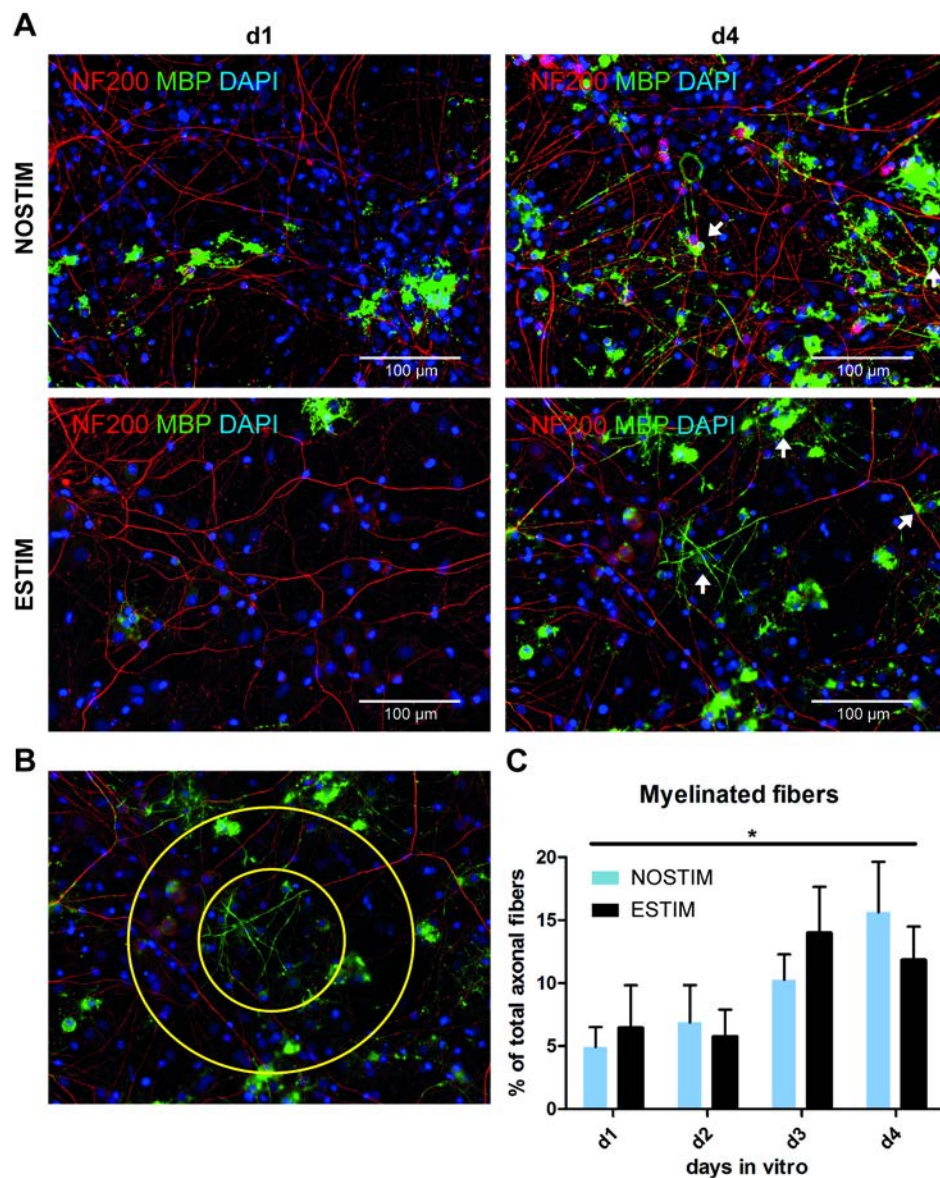 A
d1
d4
NOSTIM
NF200 MBP DAPI
100 µm
NF200 MBP DAPI
100 µm
ESTIM
NF200 MBP DAPI
100 µm
NF200 MBP DAPI
100 µm
B
C
Myelinated fibers
*
NOSTIM
ESTIM
% of total axonal fibers
20
15
10
5
0
d1
d2
d3
d4
days in vitro